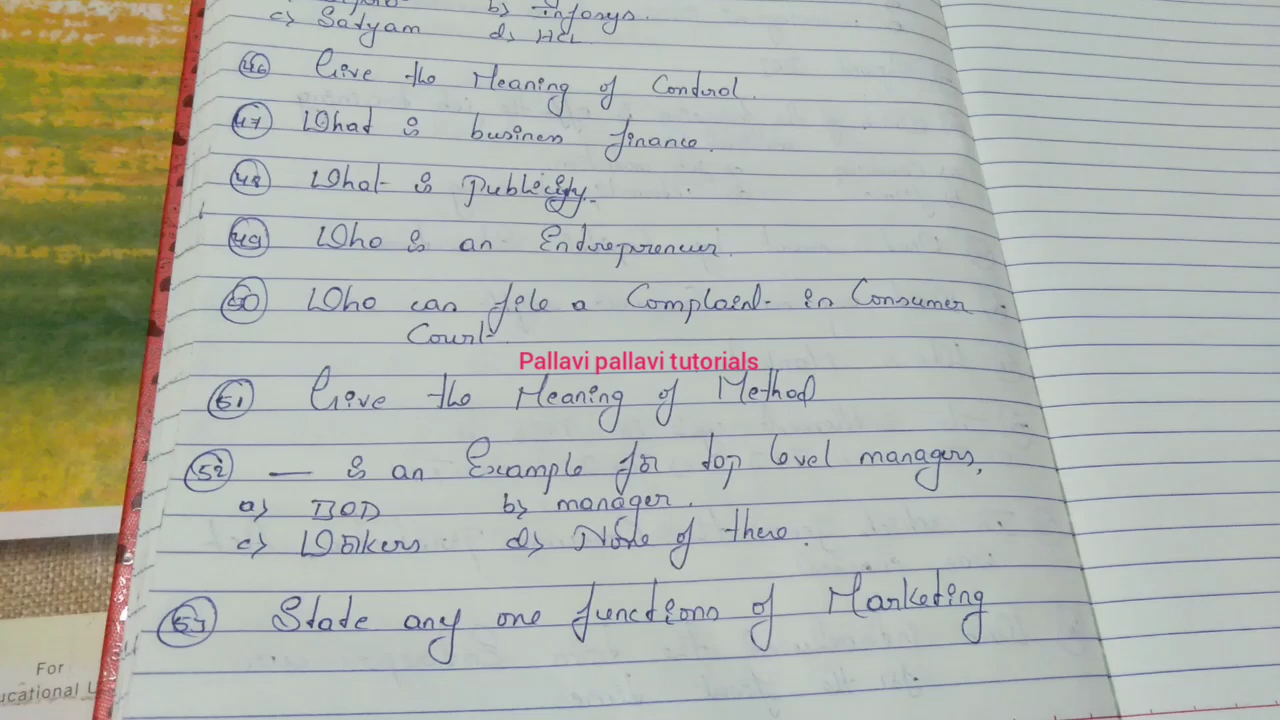 b) Infosys.
c) Satyam d) HCL
46 Give the Meaning of Control.
47 What is business finance.
48 What is Publicity.
49 Who is an Entrepreneur.
50 Who can file a Complaint in Consumer
Court.
Pallavi pallavi tutorials
51 Give the Meaning of Method
52 — is an Example for top level managers,
a) BOD b) manager.
c) Workers d) None of these.
53 State any one functions of Marketing
For
ucational